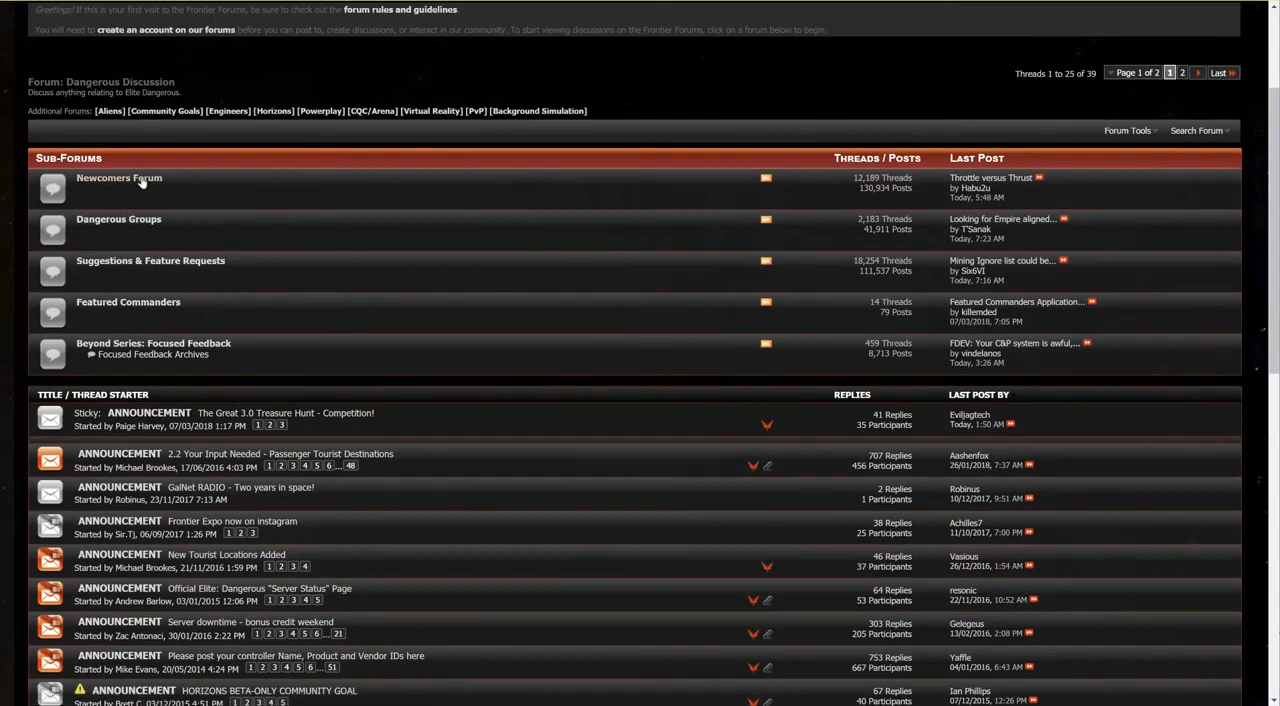 Greetings! If this is your first visit to the Frontier Forums, be sure to check out the forum rules and guidelines.
You will need to create an account on our forums before you can post to, create discussions, or interact in our community. To start viewing discussions on the Frontier Forums, click on a forum below to begin.
Threads 1 to 25 of 39 Page 1 of 2 1 2 Last
Forum: Dangerous Discussion
Discuss anything relating to Elite Dangerous.
Additional Forums: [Aliens] [Community Goals] [Engineers] [Horizons] [Powerplay] [CQC/Arena] [Virtual Reality] [PvP] [Background Simulation]
Forum Tools Search Forum
Sub-Forums Threads / Posts Last Post
Newcomers Forum 12,189 Threads Throttle versus Thrust
130,934 Posts by Habu2u
Today, 5:48 AM
Dangerous Groups 2,183 Threads Looking for Empire aligned...
41,911 Posts by T'Sanak
Today, 7:23 AM
Suggestions & Feature Requests 18,254 Threads Mining Ignore list could be...
111,537 Posts by Six6VI
Today, 7:16 AM
Featured Commanders 14 Threads Featured Commanders Application...
79 Posts by killemded
07/03/2018, 7:05 PM
Beyond Series: Focused Feedback 459 Threads FDEV: Your C&P system is awful,...
Focused Feedback Archives 8,713 Posts by vindelanos
Today, 3:26 AM
TITLE / THREAD STARTER REPLIES LAST POST BY
Sticky: ANNOUNCEMENT The Great 3.0 Treasure Hunt - Competition! 41 Replies Eviljagtech
Started by Paige Harvey, 07/03/2018 1:17 PM 1 2 3 35 Participants Today, 1:50 AM
ANNOUNCEMENT 2.2 Your Input Needed - Passenger Tourist Destinations 707 Replies Aashenfox
Started by Michael Brookes, 17/06/2016 4:03 PM 1 2 3 4 5 6 ... 48 456 Participants 26/01/2018, 7:37 AM
ANNOUNCEMENT GalNet RADIO - Two years in space! 2 Replies Robinus
Started by Robinus, 23/11/2017 7:13 AM 1 Participants 10/12/2017, 9:51 AM
ANNOUNCEMENT Frontier Expo now on instagram 38 Replies Achilles7
Started by Sir.Tj, 06/09/2017 1:26 PM 1 2 3 25 Participants 11/10/2017, 7:00 PM
ANNOUNCEMENT New Tourist Locations Added 46 Replies Vasious
Started by Michael Brookes, 21/11/2016 1:59 PM 1 2 3 4 37 Participants 26/12/2016, 1:54 AM
ANNOUNCEMENT Official Elite: Dangerous "Server Status" Page 64 Replies resonic
Started by Andrew Barlow, 03/01/2015 12:06 PM 1 2 3 4 5 53 Participants 22/11/2016, 10:52 AM
ANNOUNCEMENT Server downtime - bonus credit weekend 303 Replies Gelegeus
Started by Zac Antonaci, 30/01/2016 2:22 PM 1 2 3 4 5 6 ... 21 205 Participants 13/02/2016, 2:08 PM
ANNOUNCEMENT Please post your controller Name, Product and Vendor IDs here 753 Replies Yaffle
Started by Mike Evans, 20/05/2014 4:24 PM 1 2 3 4 5 6 ... 51 667 Participants 04/01/2016, 6:43 AM
ANNOUNCEMENT HORIZONS BETA-ONLY COMMUNITY GOAL 67 Replies Ian Phillips
Started by Brett C, 03/12/2015 4:51 PM 1 2 3 4 5 40 Participants 07/12/2015, 12:26 PM